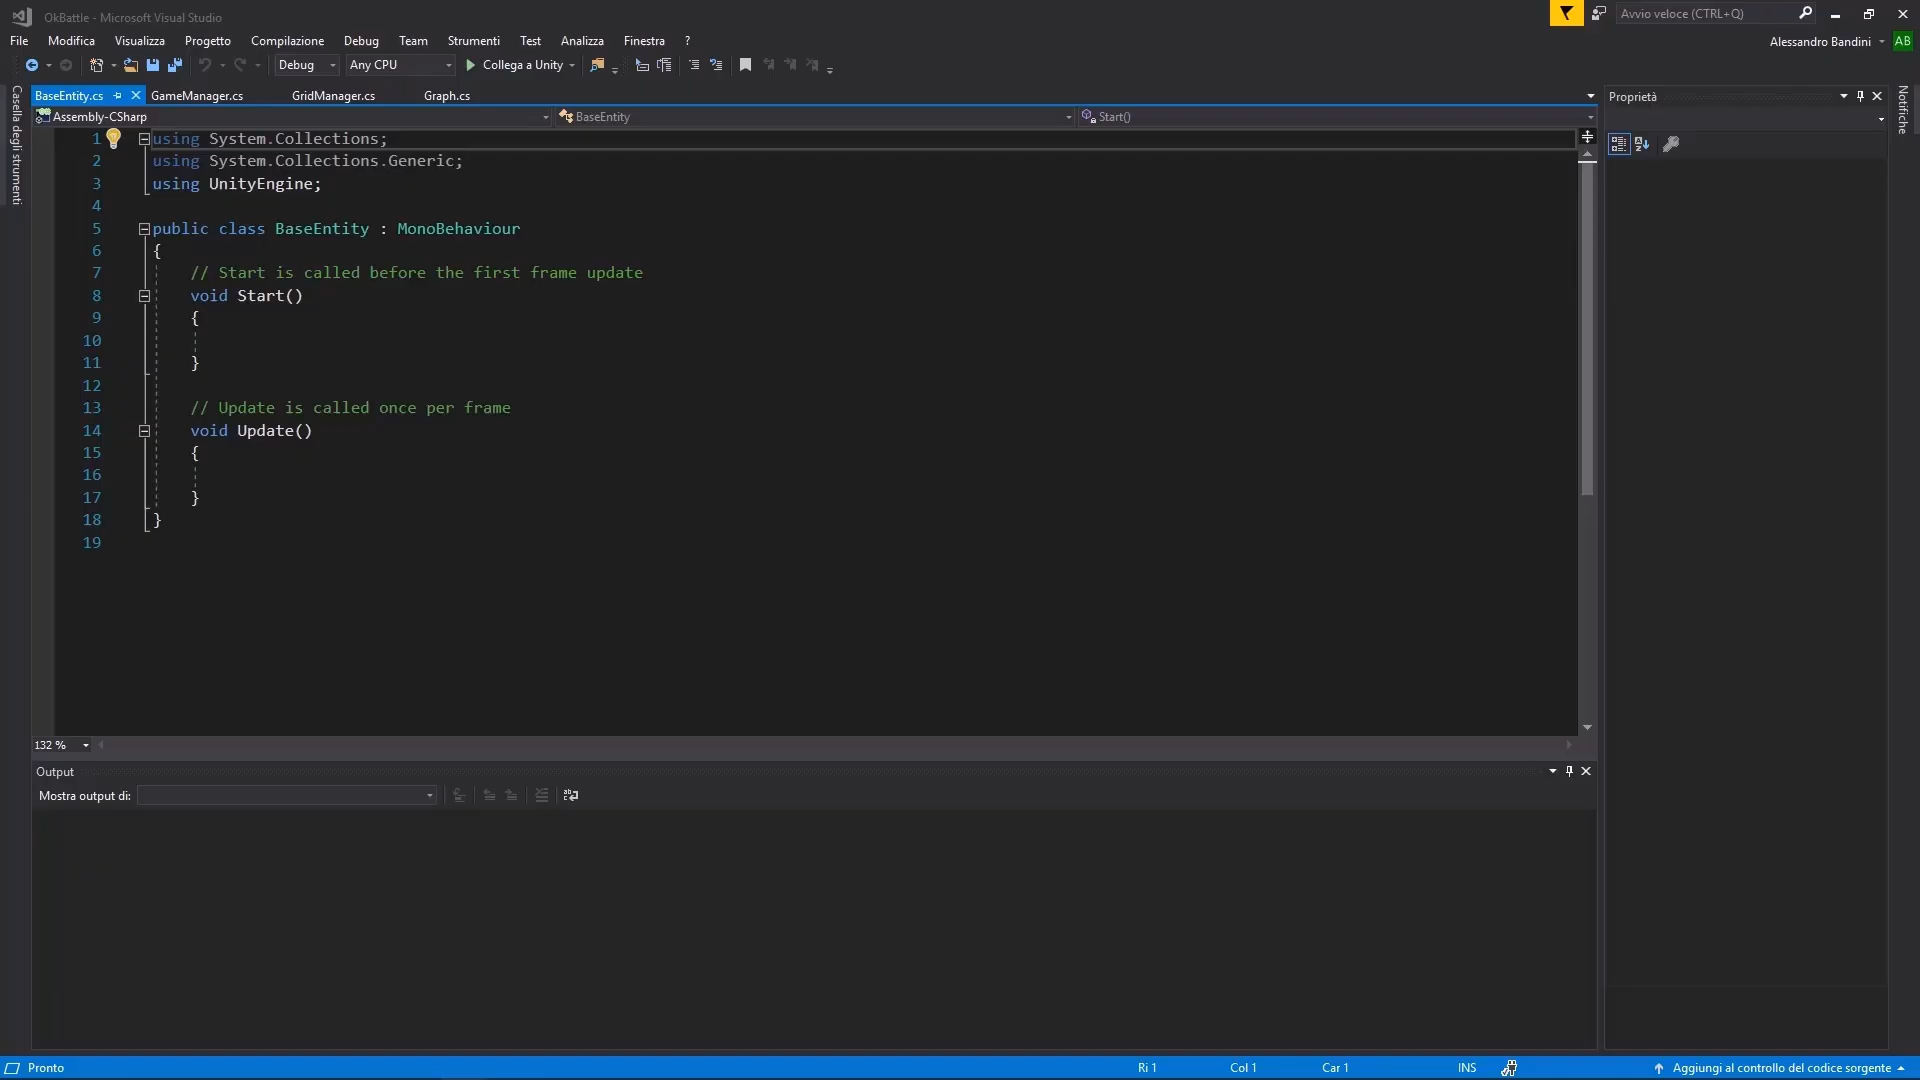 OkBattle - Microsoft Visual Studio
Avvio veloce (CTRL+Q)
File Modifica Visualizza Progetto Compilazione Debug Team Strumenti Test Analizza Finestra ?
Alessandro Bandini AB
Debug Any CPU Collega a Unity
Casella degli strumenti
BaseEntity.cs GameManager.cs GridManager.cs Graph.cs
Assembly-CSharp BaseEntity Start()
1 using System.Collections;
2 using System.Collections.Generic;
3 using UnityEngine;
4
5 public class BaseEntity : MonoBehaviour
6 {
7 // Start is called before the first frame update
8 void Start()
9 {
10
11 }
12
13 // Update is called once per frame
14 void Update()
15 {
16
17 }
18 }
19
132 %
Output
Mostra output di:
Proprietà
Notifiche
Pronto
Ri 1 Col 1 Car 1 INS
Aggiungi al controllo del codice sorgente